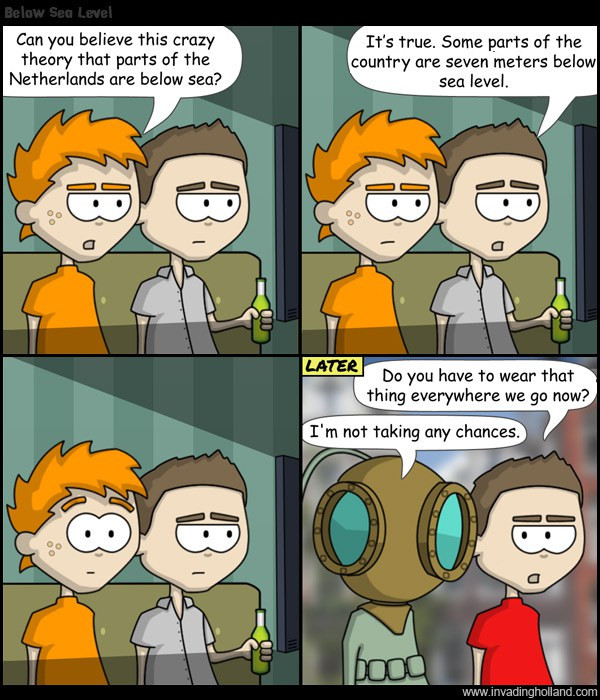 Below Sea Level
Can you believe this crazy
theory that parts of the
Netherlands are below sea?
It's true. Some parts of the
country are seven meters below
sea level.
LATER
Do you have to wear that
thing everywhere we go now?
I'm not taking any chances.
www.invadingholland.com